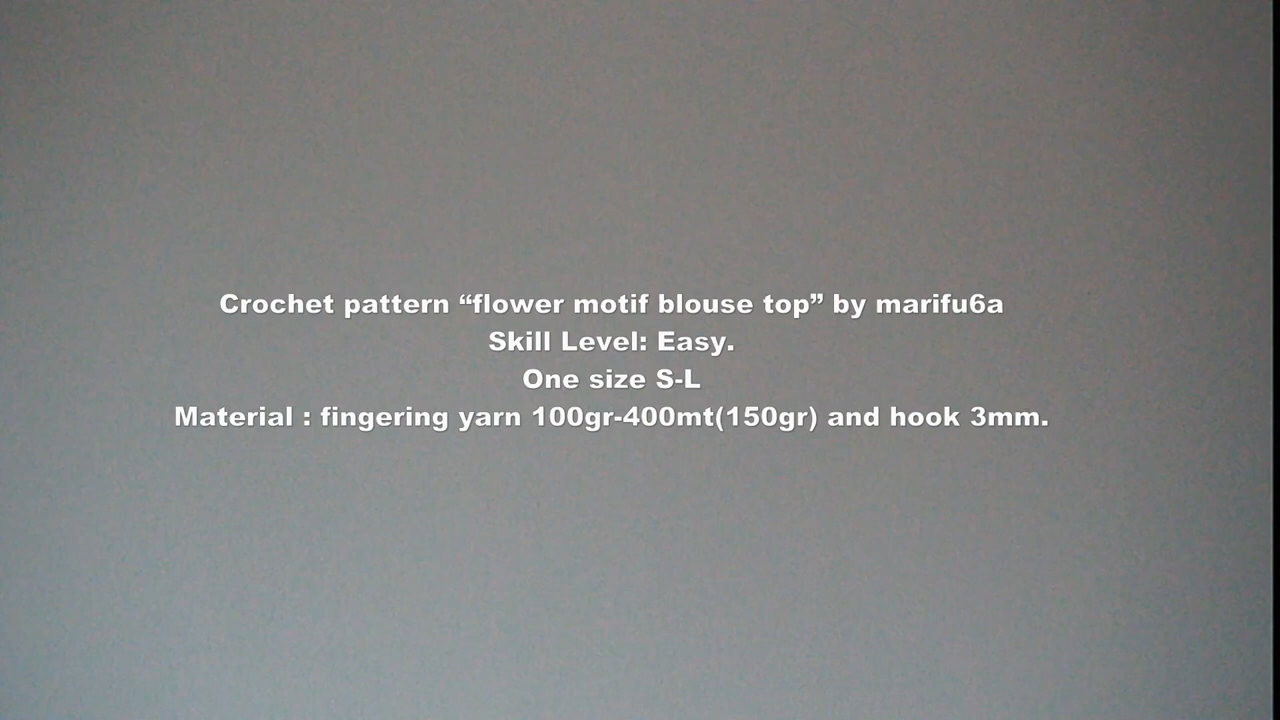 Crochet pattern “flower motif blouse top” by marifu6a
Skill Level: Easy.
One size S-L
Material : fingering yarn 100gr-400mt(150gr) and hook 3mm.